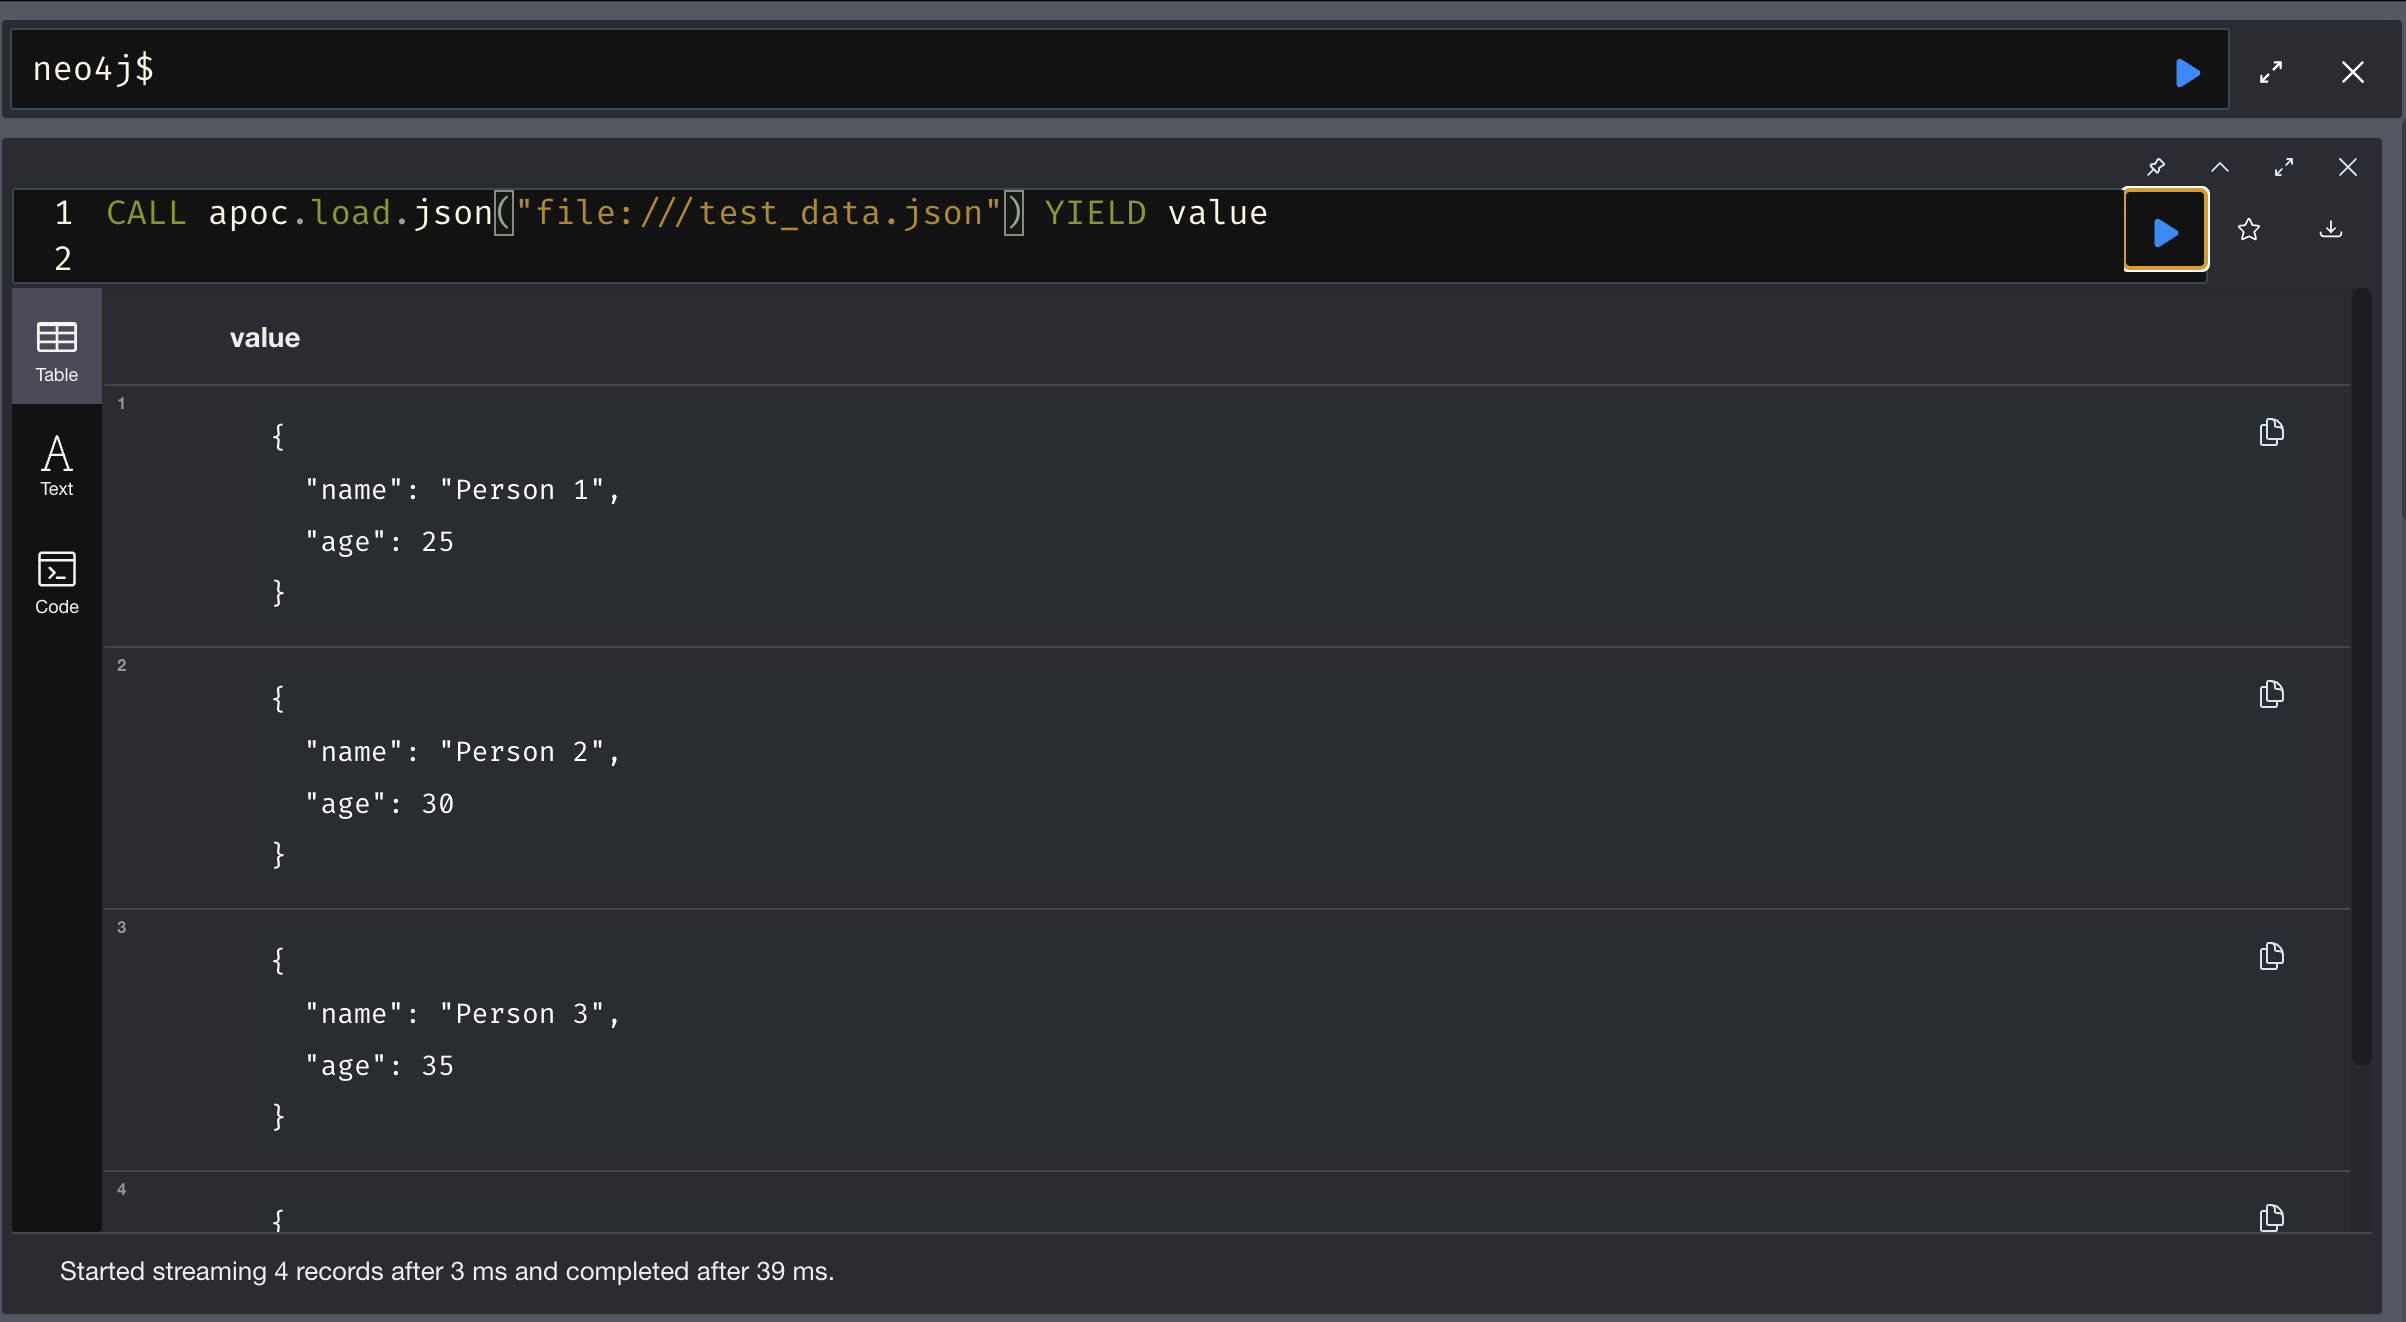 neo4j$
1 CALL apoc.load.json("file:///test_data.json") YIELD value
2
Table
Text
Code
value
1
{
"name": "Person 1",
"age": 25
}
2
{
"name": "Person 2",
"age": 30
}
3
{
"name": "Person 3",
"age": 35
}
4
{
Started streaming 4 records after 3 ms and completed after 39 ms.